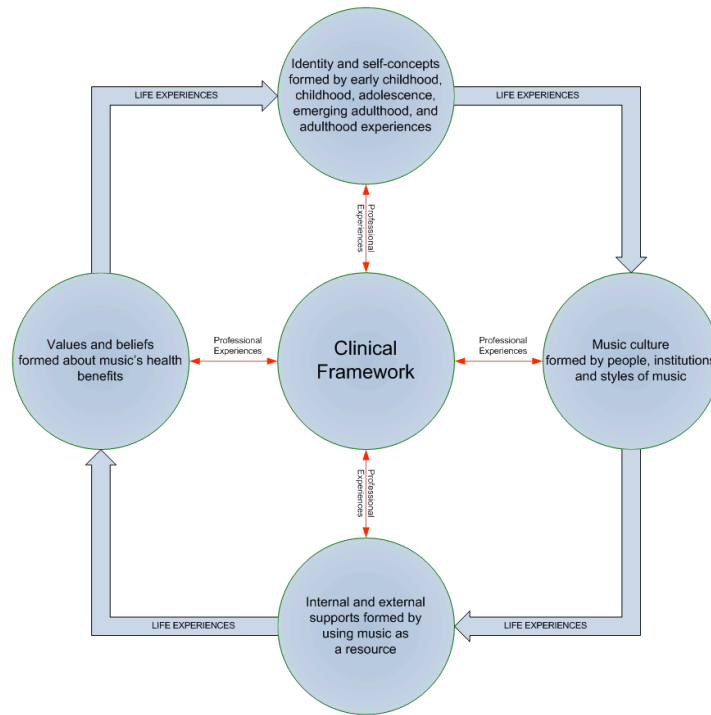 Identity and self-concepts
formed by early childhood,
childhood, adolescence,
emerging adulthood, and
adulthood experiences
LIFE EXPERIENCES
LIFE EXPERIENCES
Professional
Experiences
Values and beliefs
formed about music's health
benefits
Professional
Experiences
Clinical
Framework
Professional
Experiences
Music culture
formed by people, institutions
and styles of music
Professional
Experiences
LIFE EXPERIENCES
Internal and external
supports formed by
using music as
a resource
LIFE EXPERIENCES